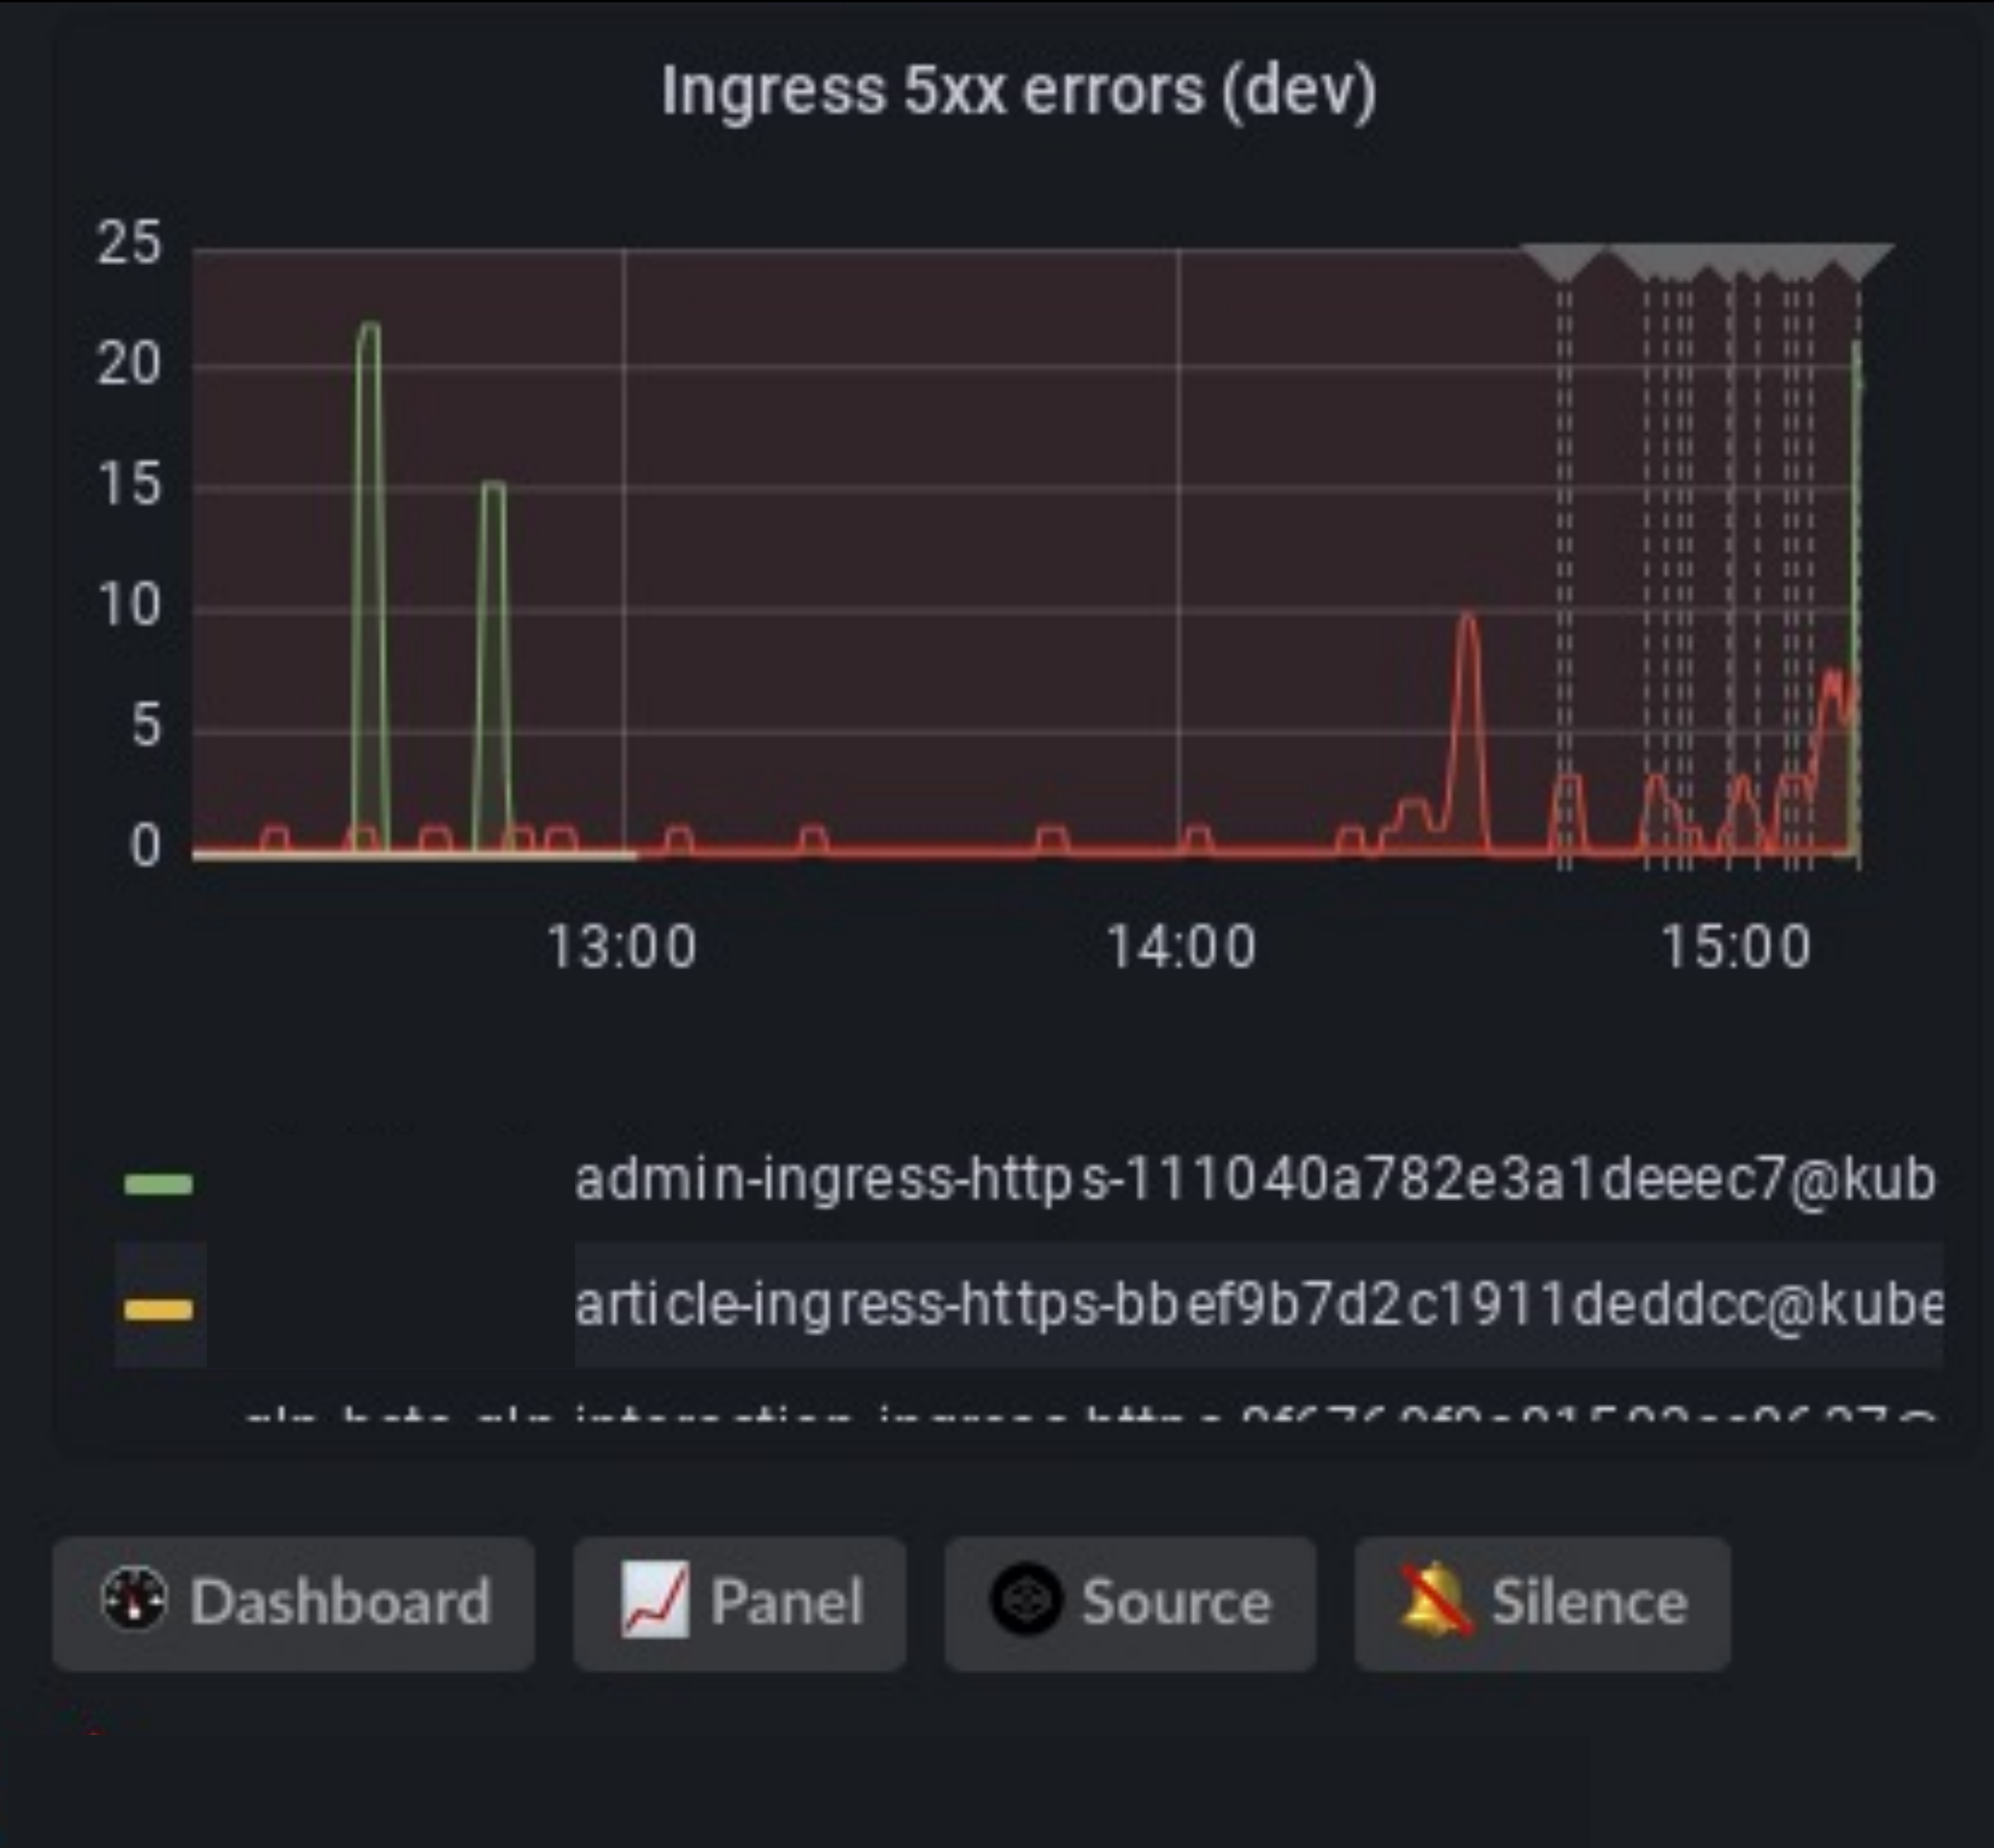 Ingress 5xx errors (dev)
25
20
15
10
5
0
13:00 14:00 15:00
admin-ingress-https-111040a782e3a1deeec7@kub
article-ingress-https-bbef9b7d2c1911deddcc@kube
Dashboard Panel Source Silence